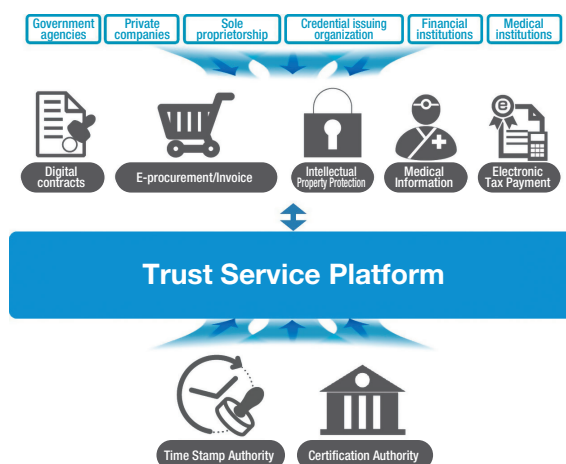 Government
agencies
Private
companies
Sole
proprietorship
Credential issuing
organization
Financial
institutions
Medical
institutions
e
Digital
contracts
E-procurement/Invoice
Intellectual
Property Protection
Medical
Information
Electronic
Tax Payment
Trust Service Platform
Time Stamp Authority
Certification Authority